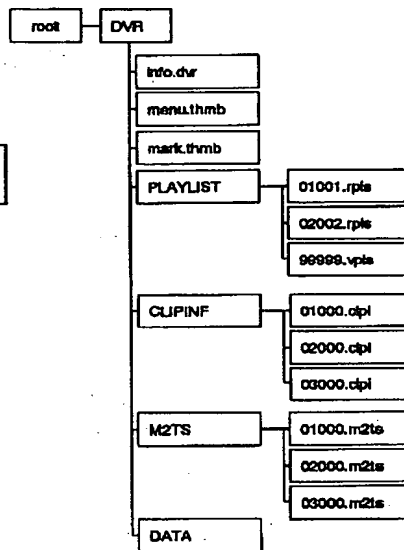 root DVR
info.dvr
menu.thmb
mark.thmb
PLAYLIST 01001.rpls
02002.rpls
99999.vpls
CLIPINF 01000.clpi
02000.clpi
03000.clpi
M2TS 01000.m2ts
02000.m2ts
03000.m2ts
DATA